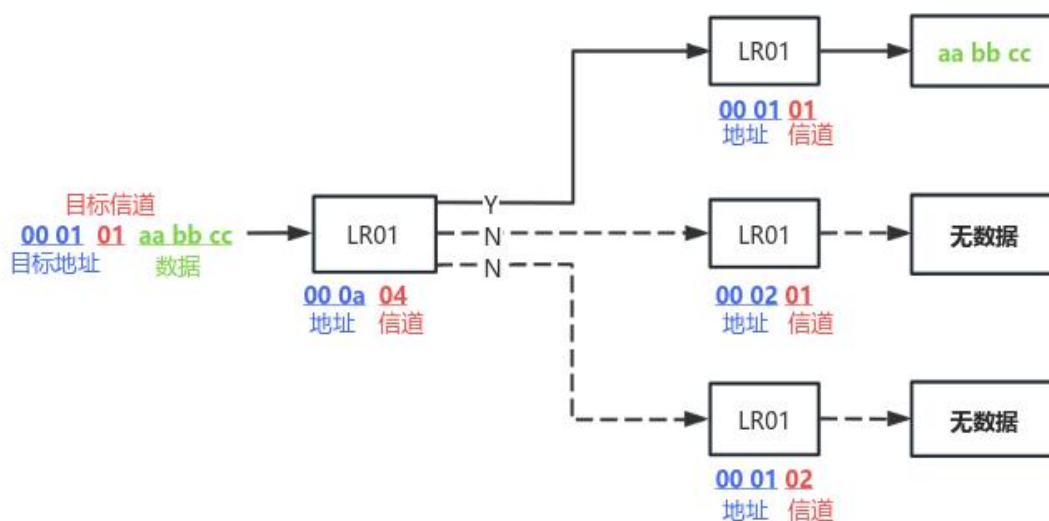 LR01
aa bb cc
00 01 01
地址 信道
目标信道
00 01 01 aa bb cc
目标地址 数据
LR01
Y
N
N
00 0a 04
地址 信道
LR01
无数据
00 02 01
地址 信道
LR01
无数据
00 01 02
地址 信道